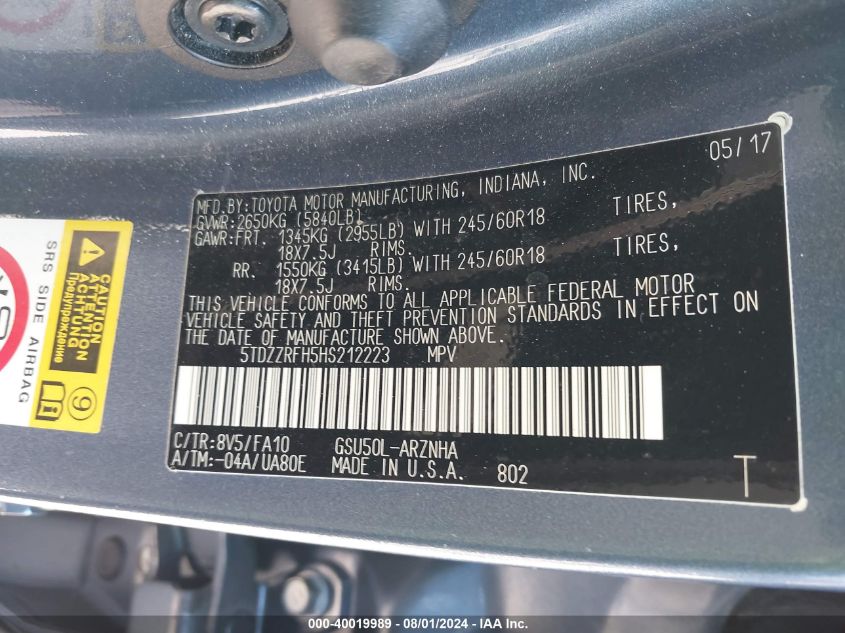 05/17
MFD.BY:TOYOTA MOTOR MANUFACTURING, INDIANA, INC.
GVWR:2650KG (5840LB)
GAWR:FRT. 1345KG (2955LB) WITH 245/60R18 TIRES,
18X7.5J RIMS.
RR. 1550KG (3415LB) WITH 245/60R18 TIRES,
18X7.5J RIMS.
THIS VEHICLE CONFORMS TO ALL APPLICABLE FEDERAL MOTOR
VEHICLE SAFETY AND THEFT PREVENTION STANDARDS IN EFFECT ON
THE DATE OF MANUFACTURE SHOWN ABOVE.
5TDZZRFH5HS212223 MPV
C/TR:8V5/FA10 GSU50L-ARZNHA
A/TM:-04A/UA80E MADE IN U.S.A. 802
T
SRS SIDE AIRBAG
CAUTION
ATTENTION
ACHTUNG
Предупреждение
9
000-40019989 - 08/01/2024 - IAA Inc.